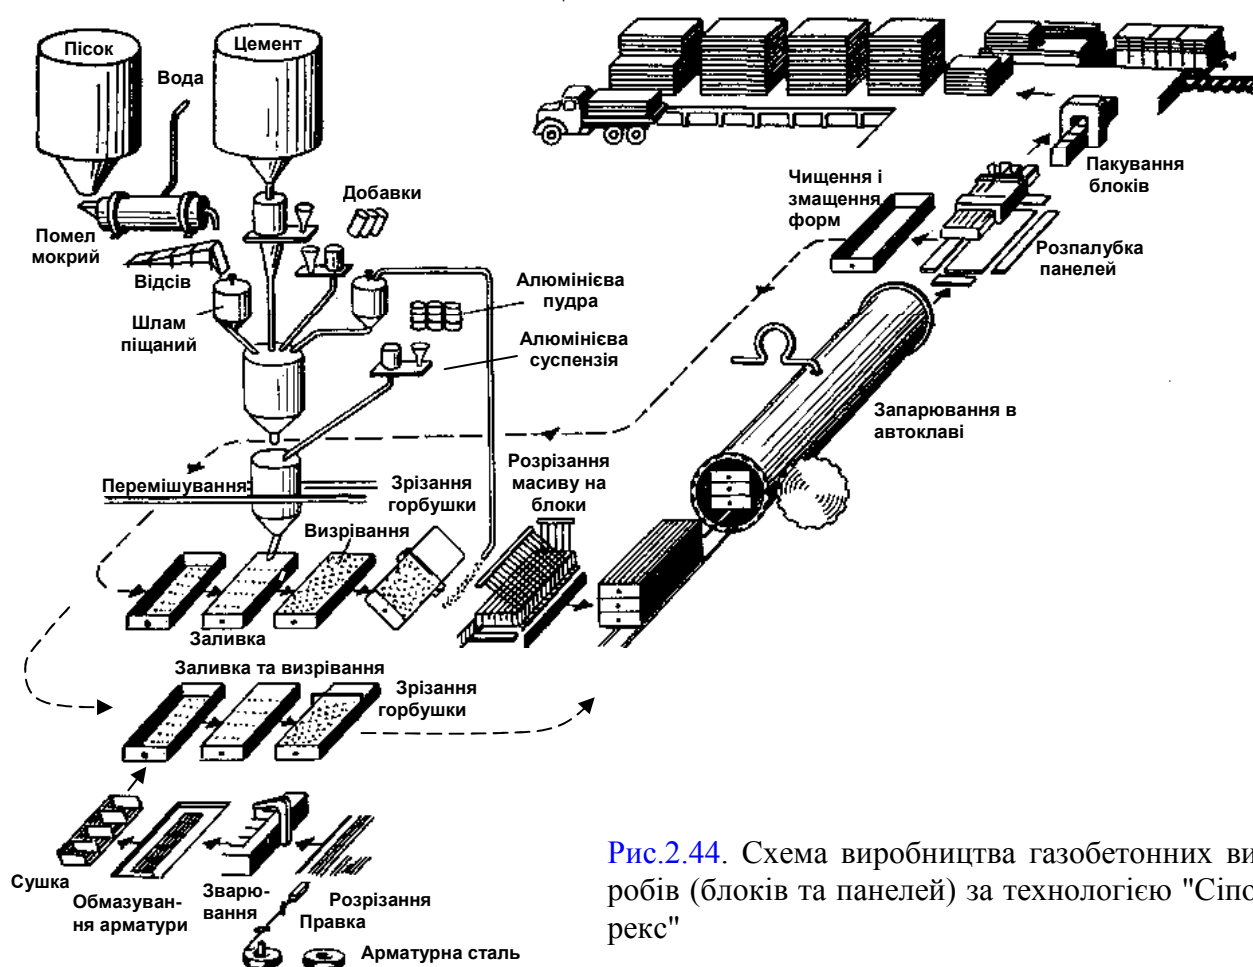 Пісок
Цемент
Вода
Добавки
Помел
мокрий
Відсів
Шлам
піщаний
Алюмінієва
пудра
Алюмінієва
суспензія
Чищення і
змащення
форм
Пакування
блоків
Розпалубка
панелей
Запарювання в
автоклаві
Перемішування
Зрізання
горбушки
Розрізання
масиву на
блоки
Визрівання
Заливка
Заливка та визрівання
Зрізання
горбушки
Сушка
Обмазуван-
ня арматури
Зварю-
вання
Розрізання
Правка
Арматурна сталь
Рис.2.44. Схема виробництва газобетонних ви
робів (блоків та панелей) за технологією "Сіпо
рекс"